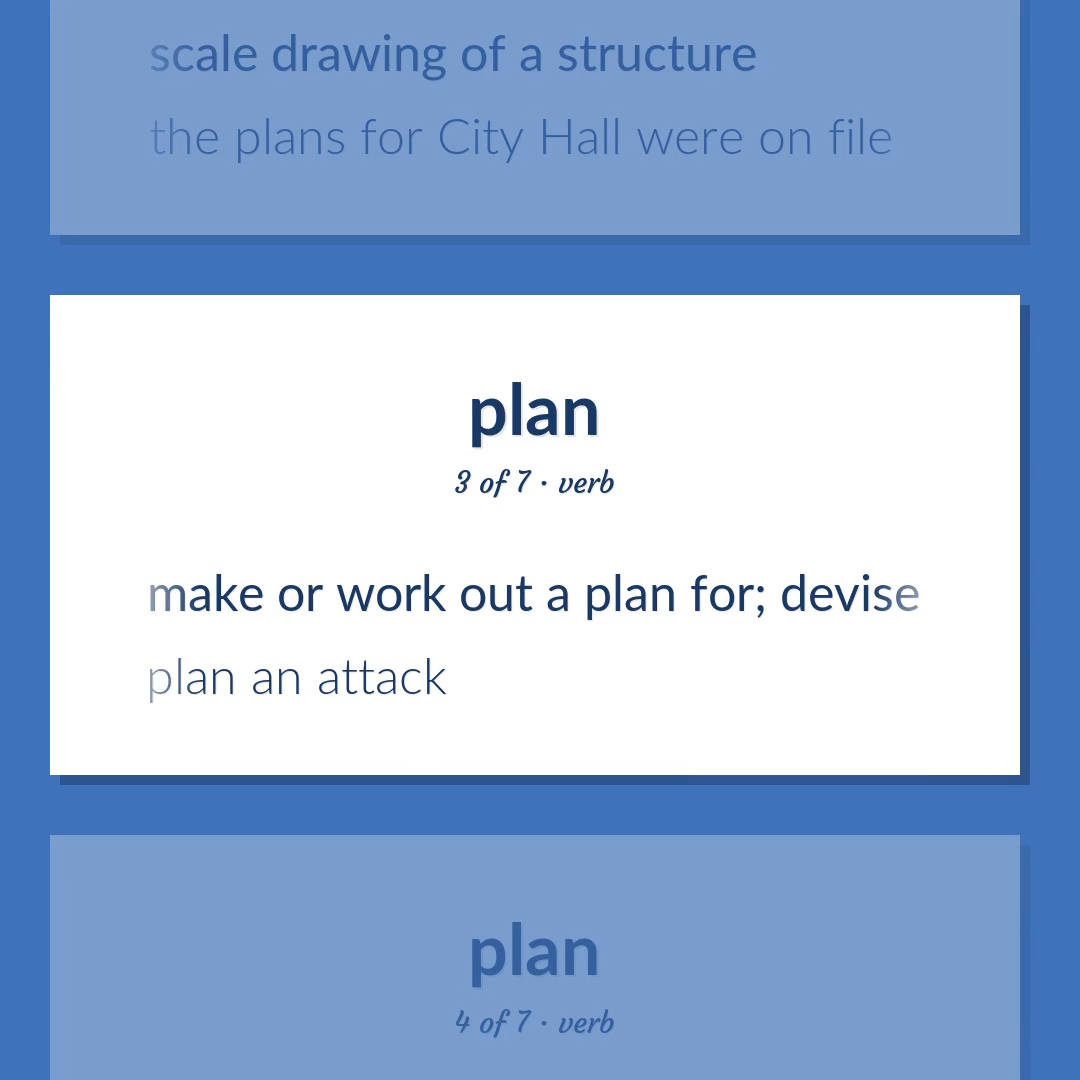 scale drawing of a structure
the plans for City Hall were on file
plan
3 of 7 · verb
make or work out a plan for; devise
plan an attack
plan
4 of 7 · verb